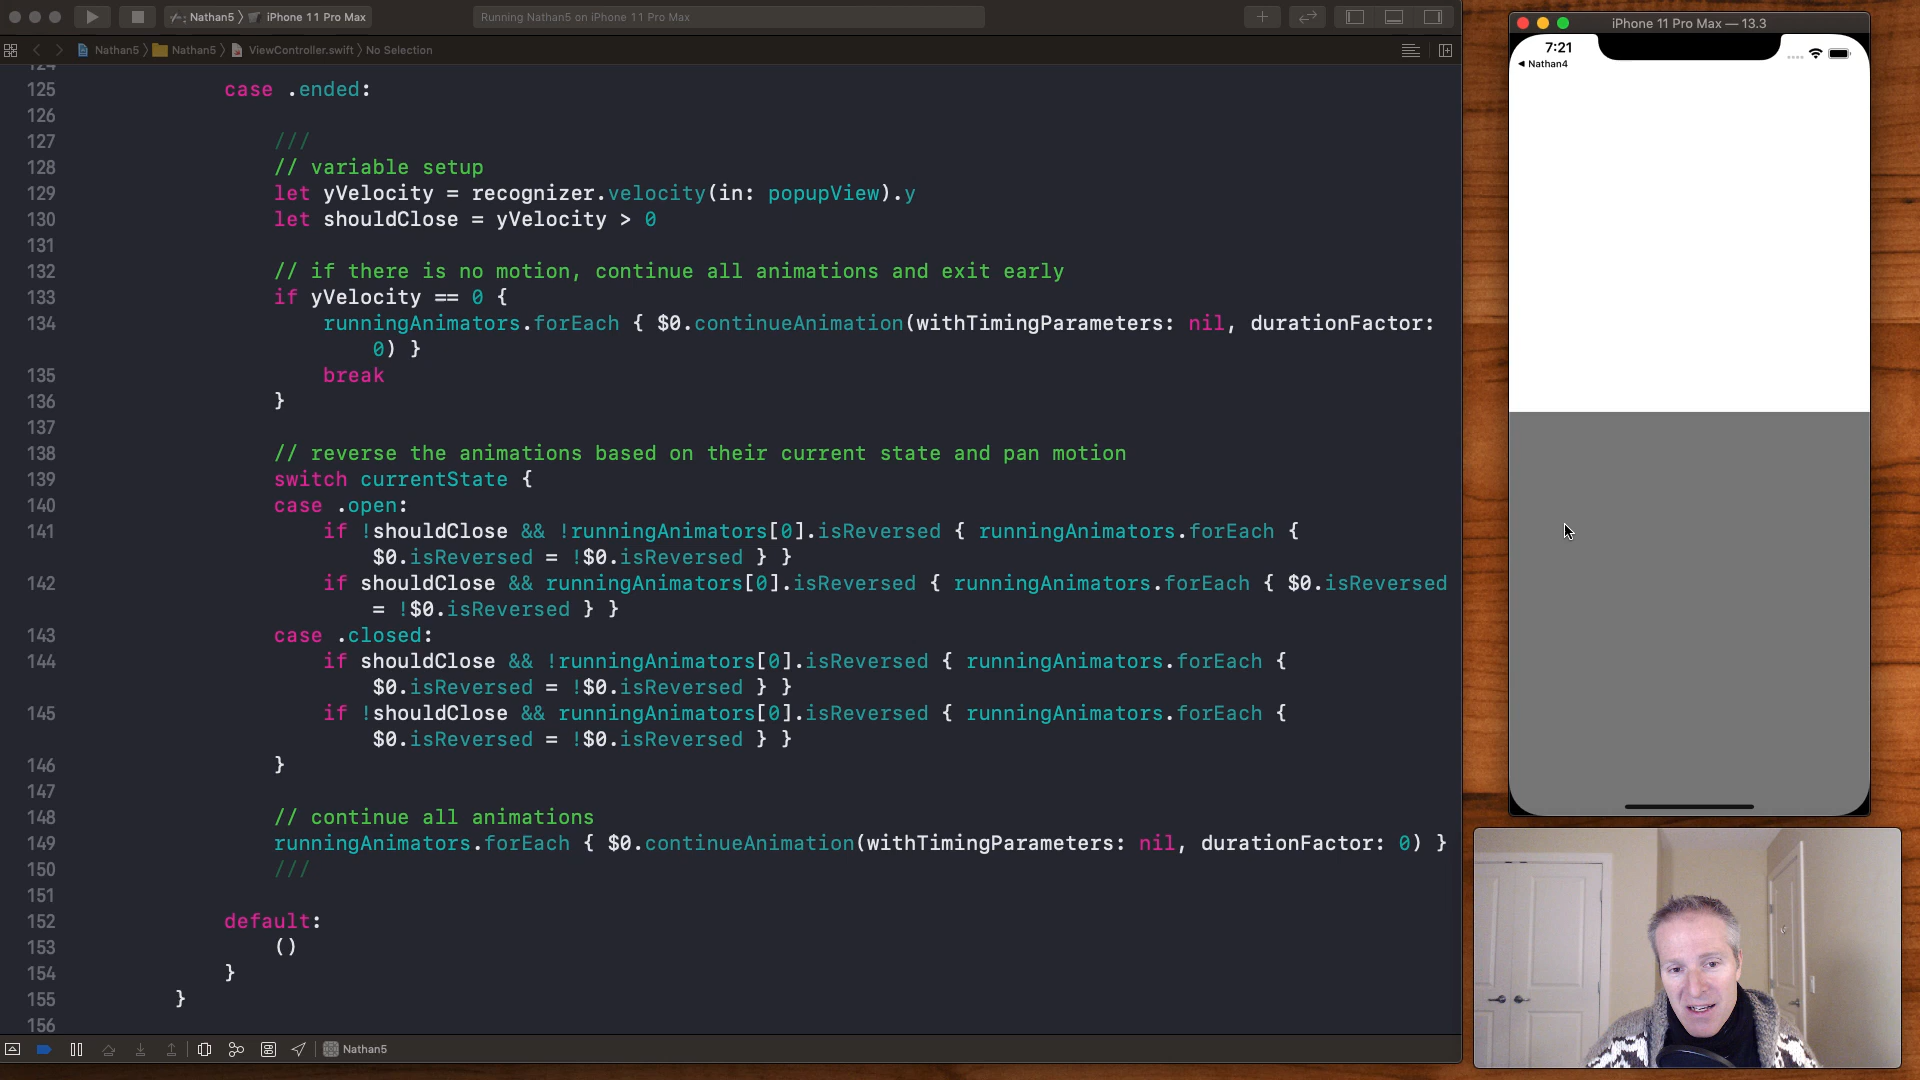 Nathan5 〉 iPhone 11 Pro Max
Running Nathan5 on iPhone 11 Pro Max
Nathan5 〉 Nathan5 〉 ViewController.swift 〉 No Selection
124
125 case .ended:
126
127 ///
128 // variable setup
129 let yVelocity = recognizer.velocity(in: popupView).y
130 let shouldClose = yVelocity > 0
131
132 // if there is no motion, continue all animations and exit early
133 if yVelocity == 0 {
134 runningAnimators.forEach { $0.continueAnimation(withTimingParameters: nil, durationFactor:
0) }
135 break
136 }
137
138 // reverse the animations based on their current state and pan motion
139 switch currentState {
140 case .open:
141 if !shouldClose && !runningAnimators[0].isReversed { runningAnimators.forEach {
$0.isReversed = !$0.isReversed } }
142 if shouldClose && runningAnimators[0].isReversed { runningAnimators.forEach { $0.isReversed
= !$0.isReversed } }
143 case .closed:
144 if shouldClose && !runningAnimators[0].isReversed { runningAnimators.forEach {
$0.isReversed = !$0.isReversed } }
145 if !shouldClose && runningAnimators[0].isReversed { runningAnimators.forEach {
$0.isReversed = !$0.isReversed } }
146 }
147
148 // continue all animations
149 runningAnimators.forEach { $0.continueAnimation(withTimingParameters: nil, durationFactor: 0) }
150 ///
151
152 default:
153 ()
154 }
155 }
156
Nathan5
iPhone 11 Pro Max — 13.3
7:21
◀ Nathan4